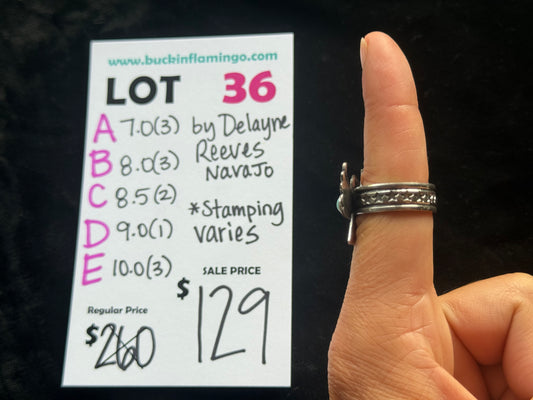 www.buckinflamingo.com
LOT 36
A 7.0(3)
B 8.0(3)
C 8.5(2)
D 9.0(1)
E 10.0(3)
by Delayne
Reeves
Navajo
*Stamping
varies
Regular Price
$260
SALE PRICE
$129